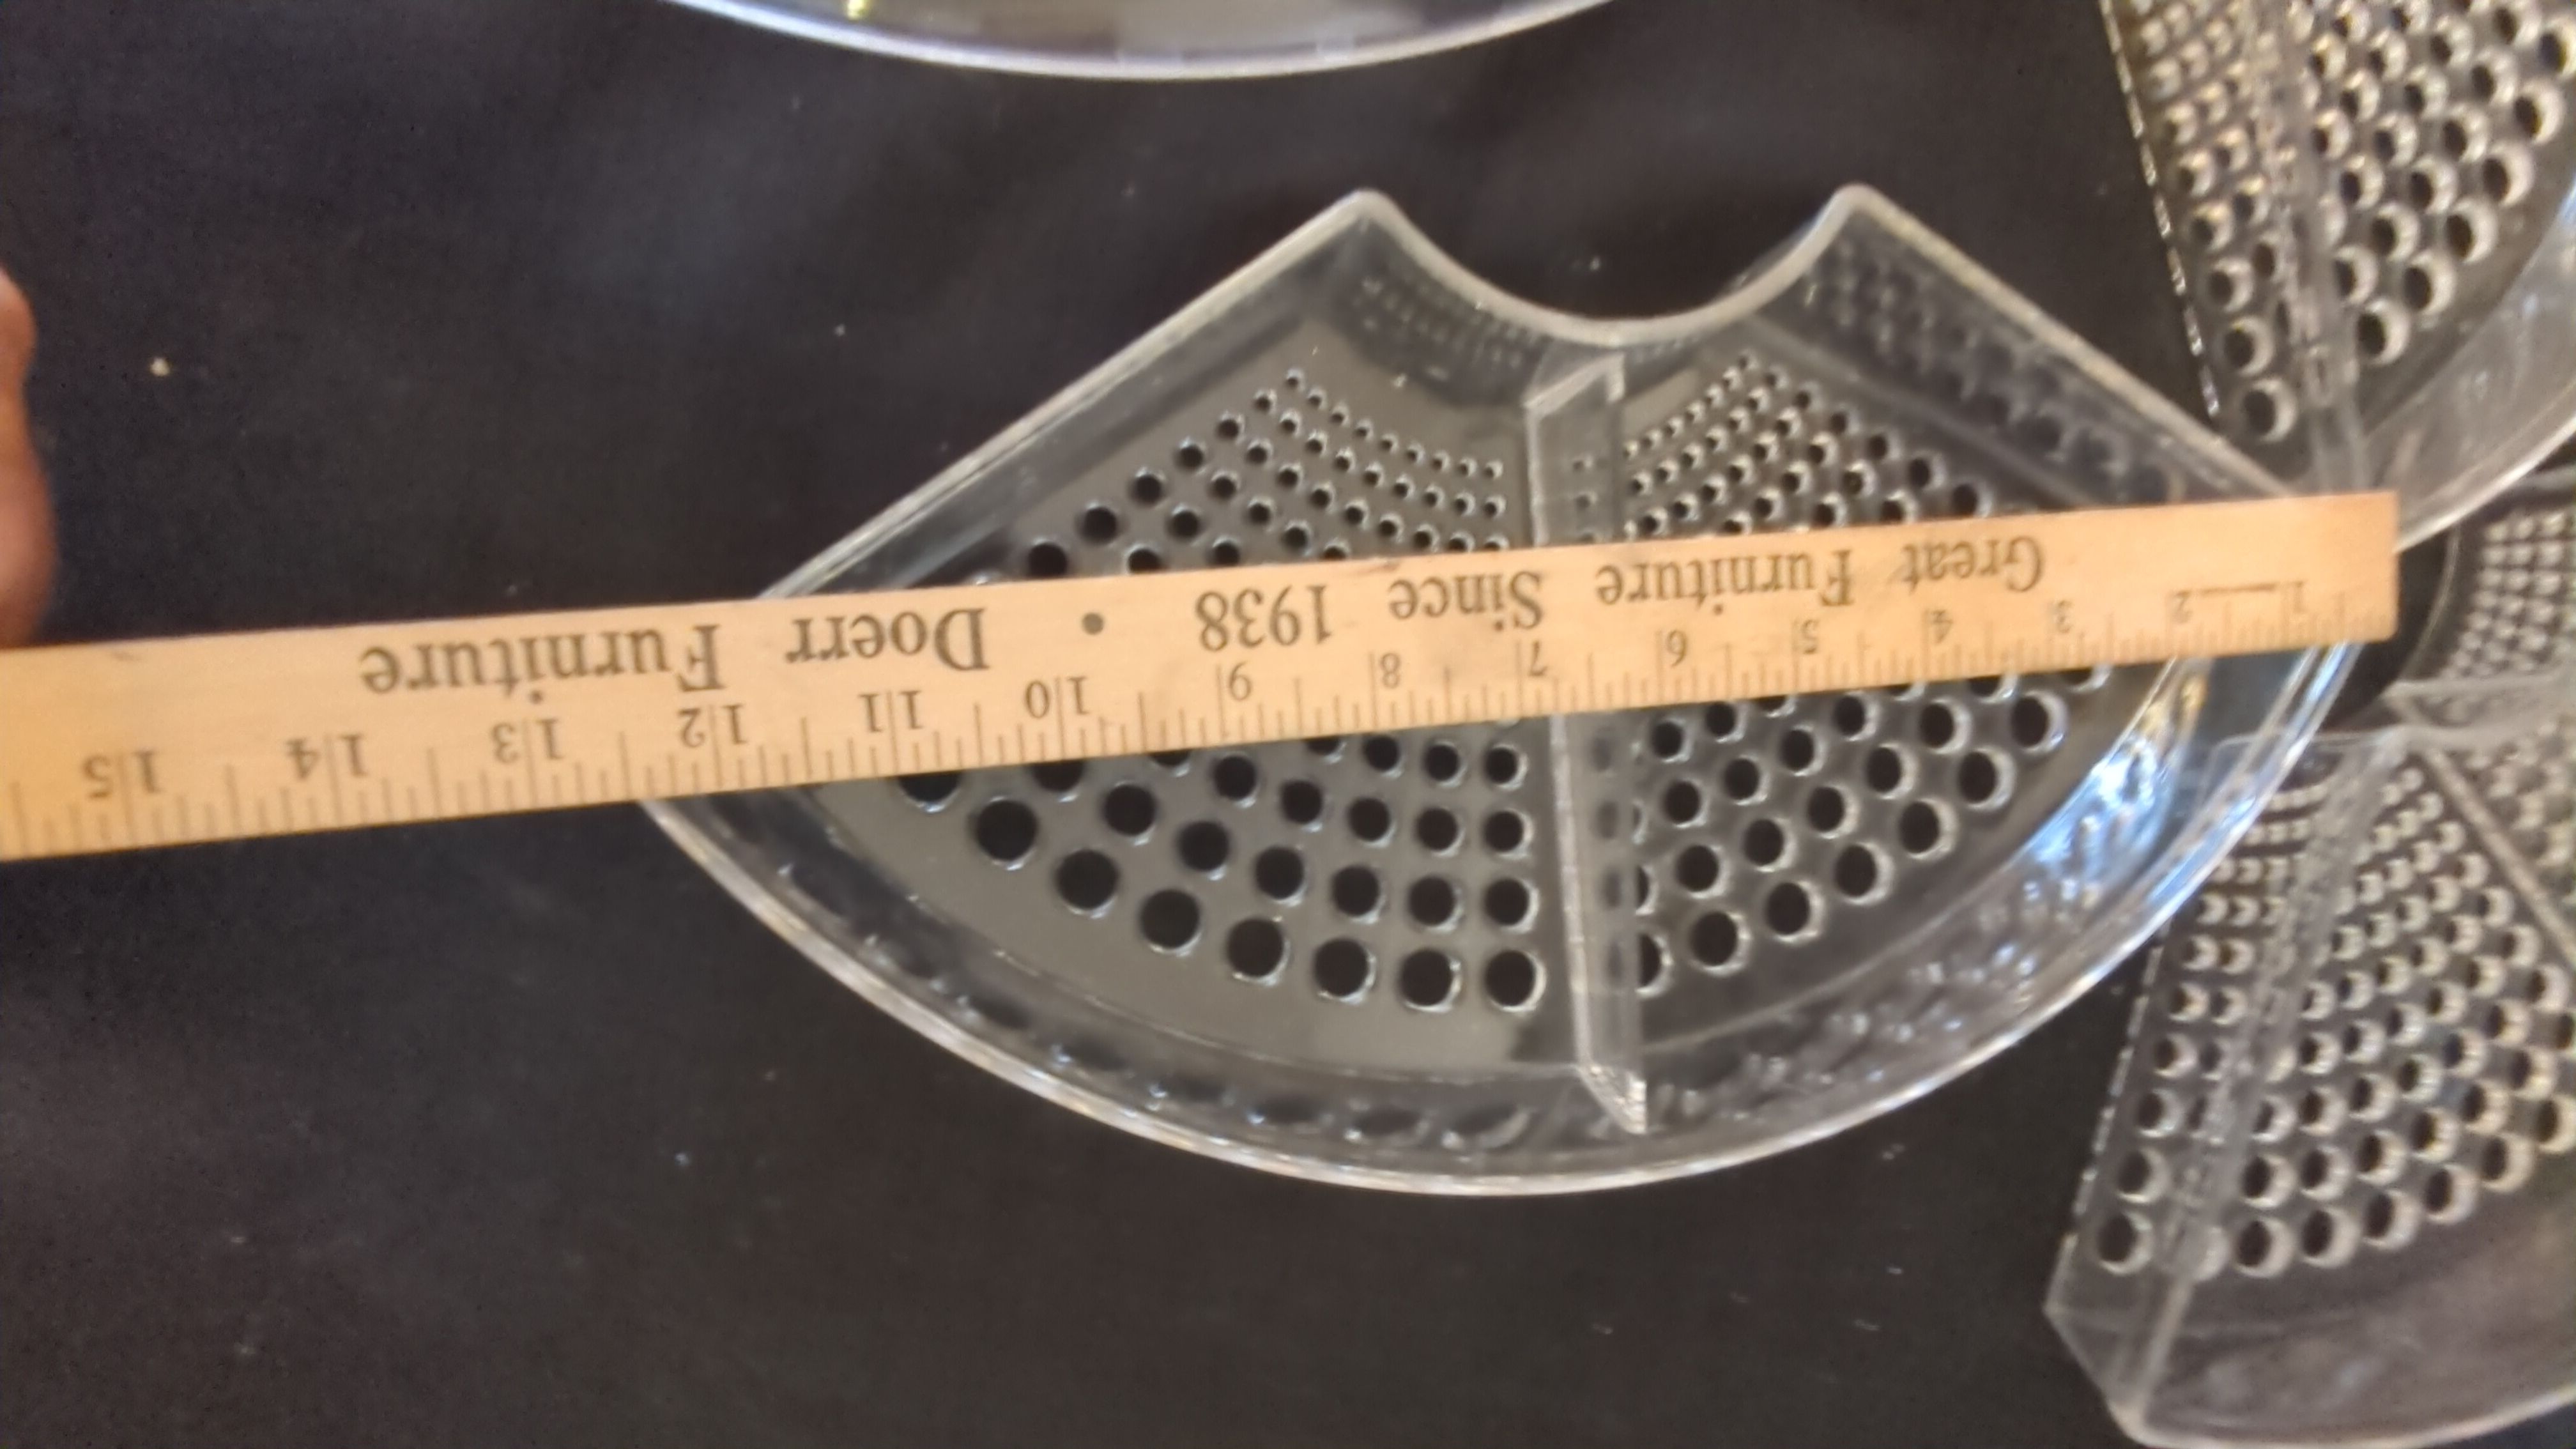 Great Furniture Since 1938 • Doerr Furniture
1 2 3 4 5 6 7 8 9 10 11 12 13 14 15